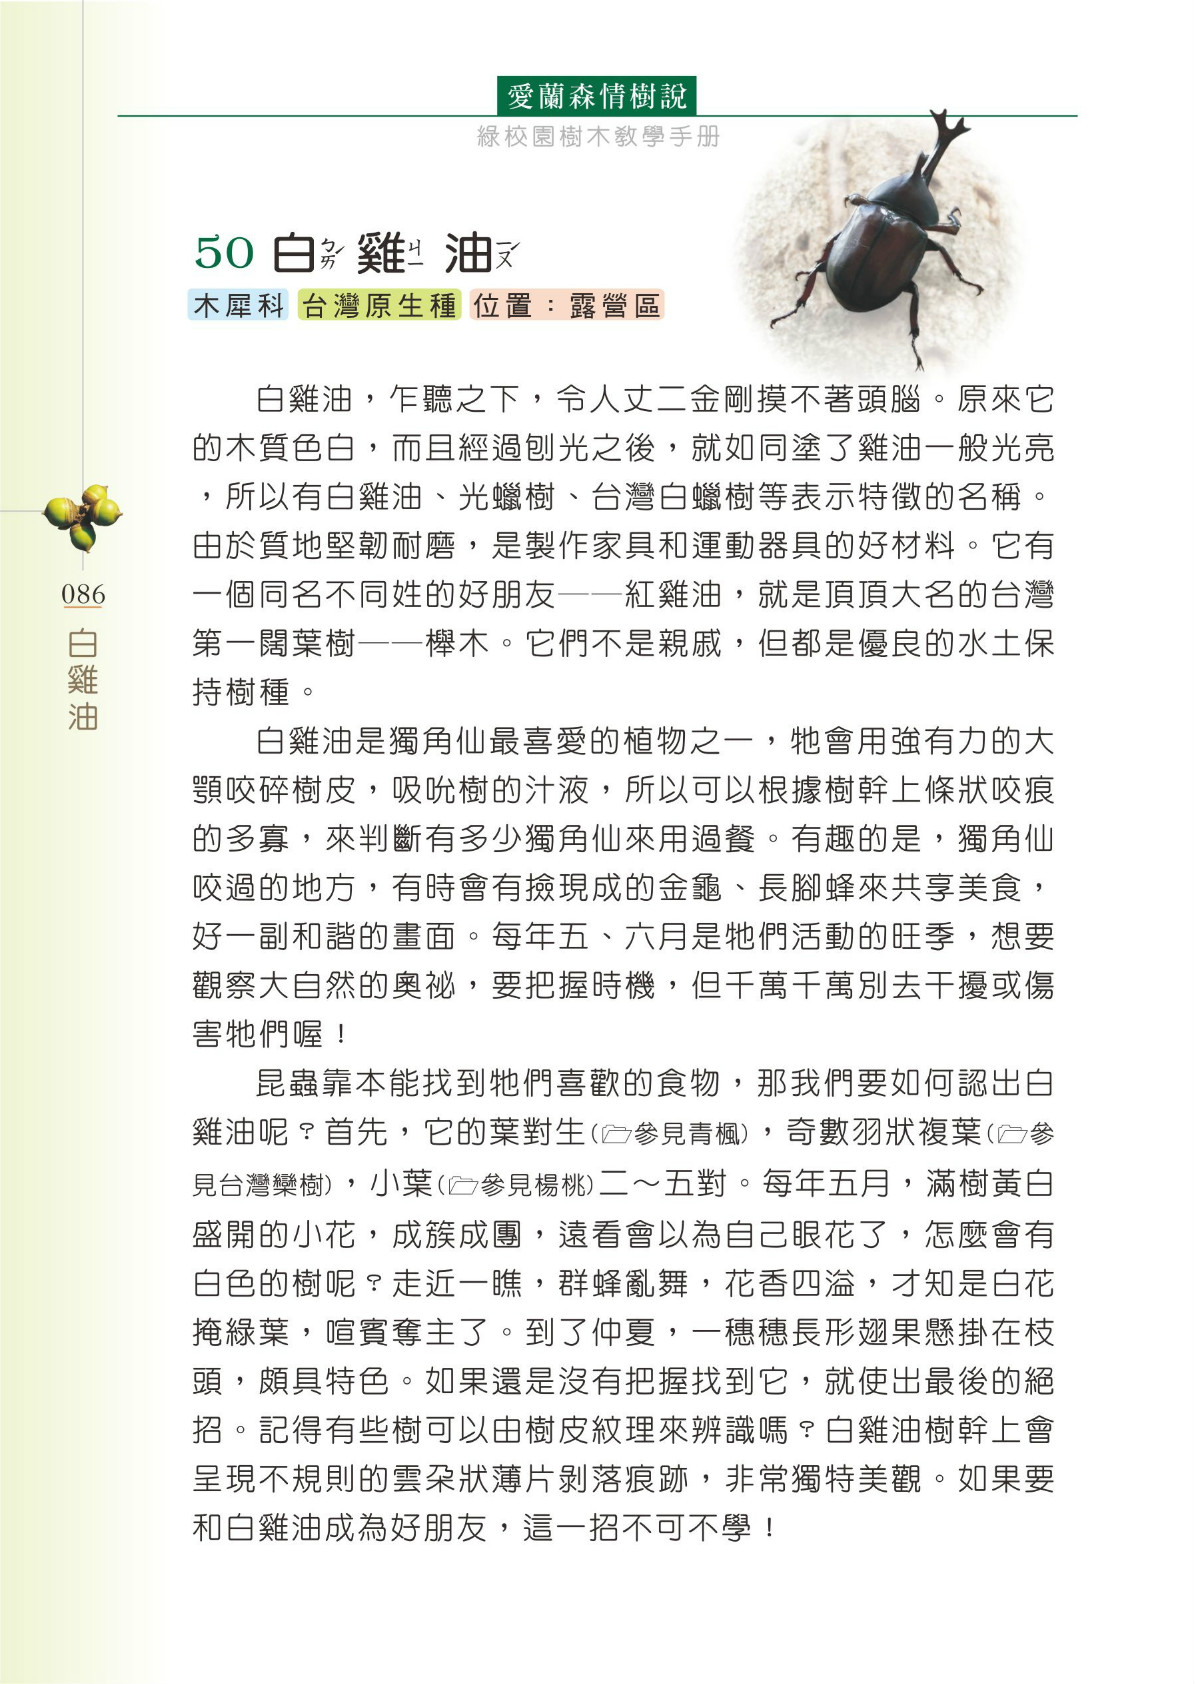 愛蘭森情樹說
綠校園樹木教學手冊
50 白ㄅㄞˊ 雞ㄐㄧ 油ㄧㄡˊ
木犀科 台灣原生種 位置：露營區
白雞油，乍聽之下，令人丈二金剛摸不著頭腦。原來它
的木質色白，而且經過刨光之後，就如同塗了雞油一般光亮
，所以有白雞油、光蠟樹、台灣白蠟樹等表示特徵的名稱。
由於質地堅韌耐磨，是製作家具和運動器具的好材料。它有
一個同名不同姓的好朋友——紅雞油，就是頂頂大名的台灣
第一闊葉樹——櫸木。它們不是親戚，但都是優良的水土保
持樹種。
白雞油是獨角仙最喜愛的植物之一，牠會用強有力的大
顎咬碎樹皮，吸吮樹的汁液，所以可以根據樹幹上條狀咬痕
的多寡，來判斷有多少獨角仙來用過餐。有趣的是，獨角仙
咬過的地方，有時會有撿現成的金龜、長腳蜂來共享美食，
好一副和諧的畫面。每年五、六月是牠們活動的旺季，想要
觀察大自然的奧祕，要把握時機，但千萬千萬別去干擾或傷
害牠們喔！
昆蟲靠本能找到牠們喜歡的食物，那我們要如何認出白
雞油呢？首先，它的葉對生(參見青楓)，奇數羽狀複葉(參
見台灣欒樹)，小葉(參見楊桃)二～五對。每年五月，滿樹黃白
盛開的小花，成簇成團，遠看會以為自己眼花了，怎麼會有
白色的樹呢？走近一瞧，群蜂亂舞，花香四溢，才知是白花
掩綠葉，喧賓奪主了。到了仲夏，一穗穗長形翅果懸掛在枝
頭，頗具特色。如果還是沒有把握找到它，就使出最後的絕
招。記得有些樹可以由樹皮紋理來辨識嗎？白雞油樹幹上會
呈現不規則的雲朵狀薄片剝落痕跡，非常獨特美觀。如果要
和白雞油成為好朋友，這一招不可不學！
086
白雞油